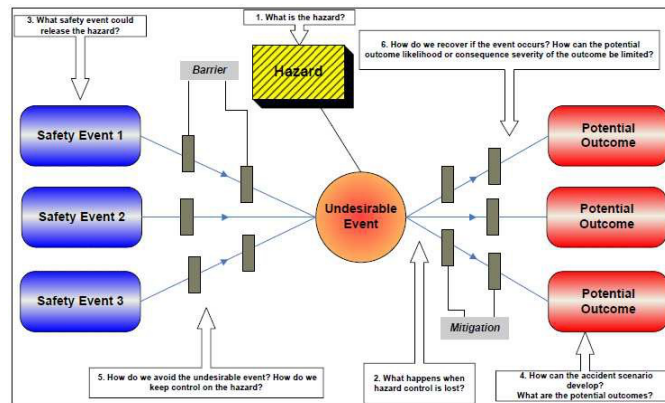 3. What safety event could
release the hazard?
1. What is the hazard?
6. How do we recover if the event occurs? How can the potential
outcome likelihood or consequence severity of the outcome be limited?
Barrier
Hazard
Safety Event 1
Potential
Outcome
Safety Event 2
Undesirable
Event
Potential
Outcome
Safety Event 3
Potential
Outcome
Mitigation
5. How do we avoid the undesirable event? How do we
keep control on the hazard?
2. What happens when
hazard control is lost?
4. How can the accident scenario
develop?
What are the potential outcomes?